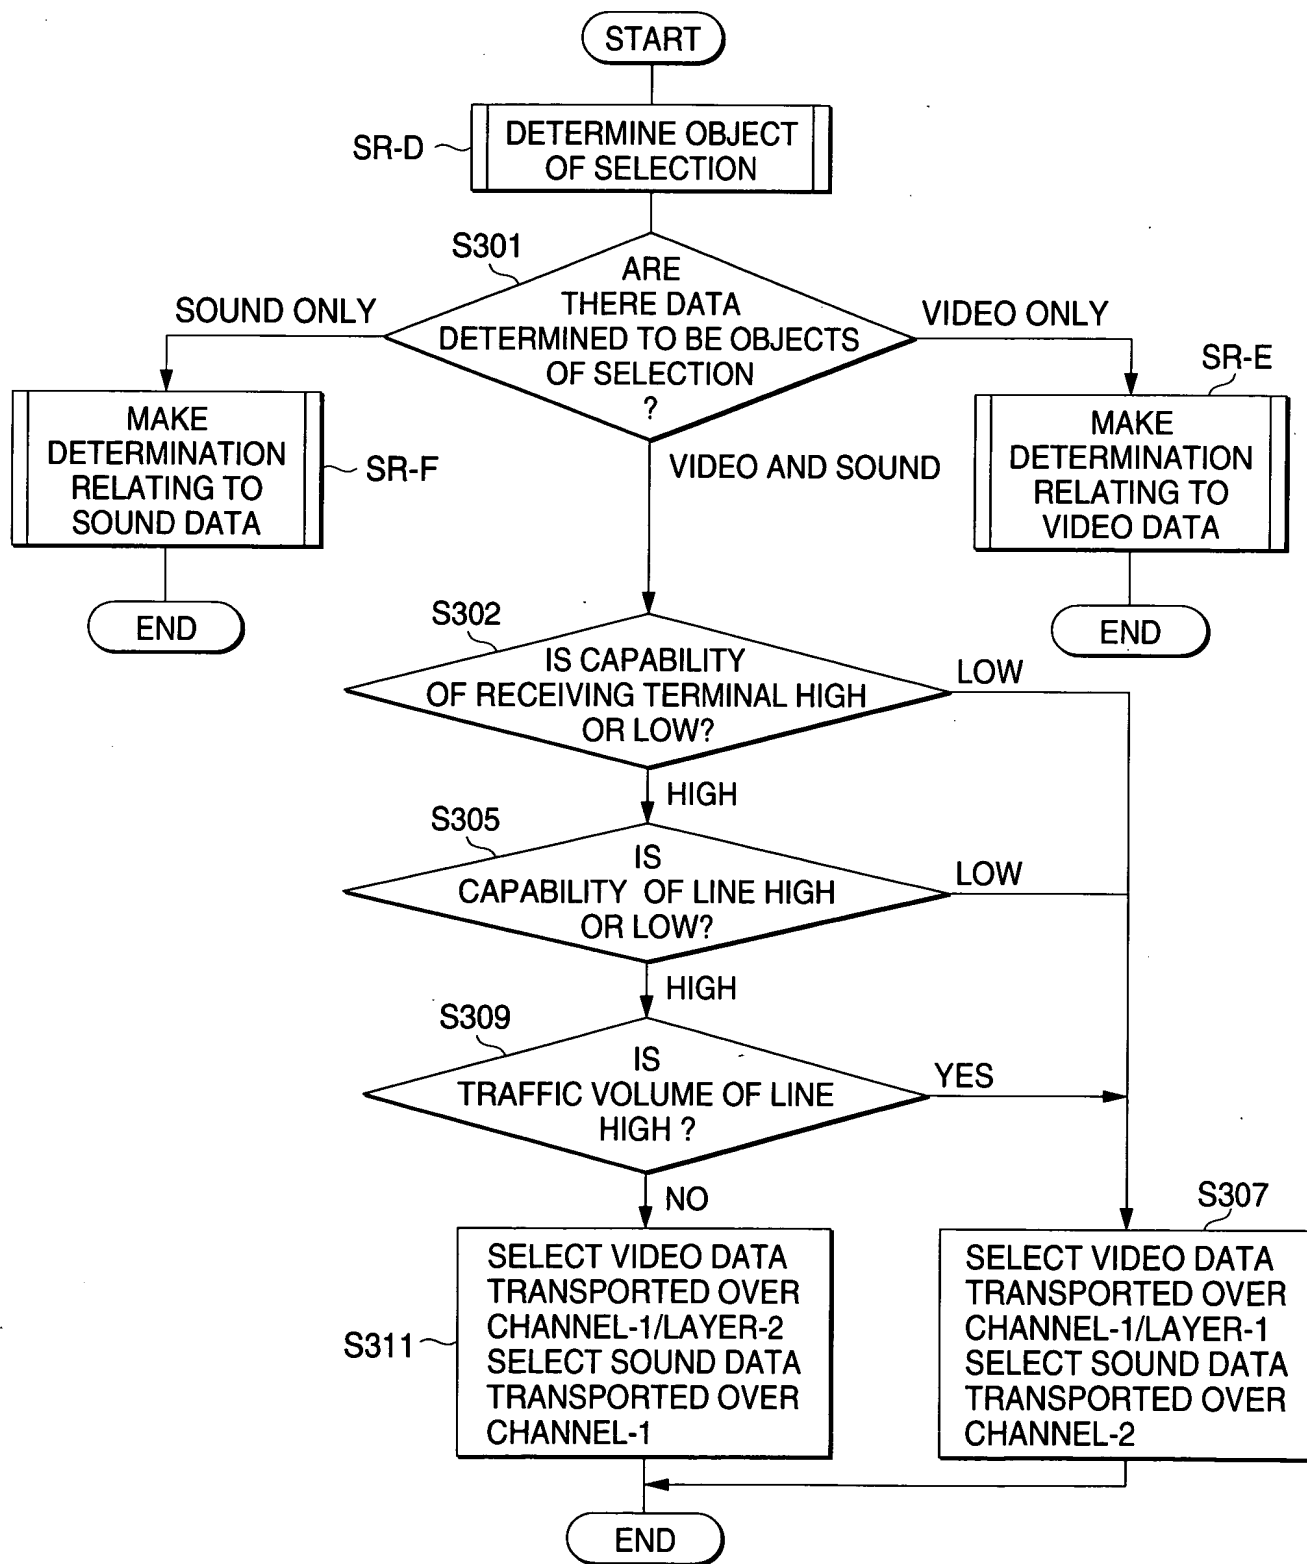 START
SR-D
DETERMINE OBJECT
OF SELECTION
S301
ARE
THERE DATA
DETERMINED TO BE OBJECTS
OF SELECTION
?
SOUND ONLY
VIDEO ONLY
SR-E
MAKE
DETERMINATION
RELATING TO
SOUND DATA
SR-F
VIDEO AND SOUND
MAKE
DETERMINATION
RELATING TO
VIDEO DATA
END
END
S302
IS CAPABILITY
OF RECEIVING TERMINAL HIGH
OR LOW?
LOW
HIGH
S305
IS
CAPABILITY OF LINE HIGH
OR LOW?
LOW
HIGH
S309
IS
TRAFFIC VOLUME OF LINE
HIGH ?
YES
NO
S307
S311
SELECT VIDEO DATA
TRANSPORTED OVER
CHANNEL-1/LAYER-2
SELECT SOUND DATA
TRANSPORTED OVER
CHANNEL-1
SELECT VIDEO DATA
TRANSPORTED OVER
CHANNEL-1/LAYER-1
SELECT SOUND DATA
TRANSPORTED OVER
CHANNEL-2
END